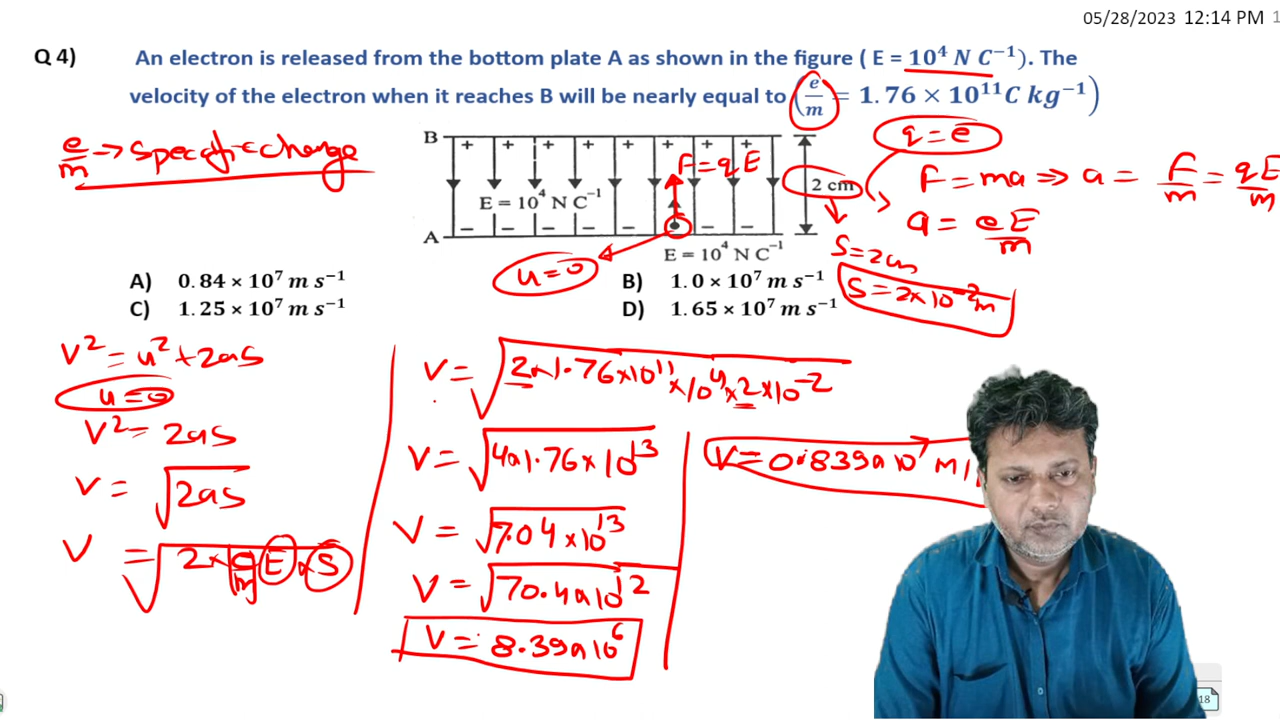 05/28/2023 12:14 PM 1
Q 4) An electron is released from the bottom plate A as shown in the figure ( E = 10⁴ N C⁻¹). The
velocity of the electron when it reaches B will be nearly equal to (e/m = 1.76 × 10¹¹C kg⁻¹)
e/m → specific charge
B + + + + + + + +
F = qE
E = 10⁴ N C⁻¹
2 cm
A – – – – – – –
E = 10⁴ N C⁻¹
u = 0
q = e
F = ma ⇒ a = F/m = qE/m
a = eE/m
S = 2cm
S = 2×10⁻²m
A) 0.84 × 10⁷ m s⁻¹
B) 1.0 × 10⁷ m s⁻¹
C) 1.25 × 10⁷ m s⁻¹
D) 1.65 × 10⁷ m s⁻¹
V² = u² + 2as
u = 0
V² = 2as
V = √2as
V = √2×e/m E×S
V = √2×1.76×10¹¹×10⁴×2×10⁻²
V = √4×1.76×10¹³
V = √7.04×10¹³
V = √70.4×10¹²
V = 8.39×10⁶
V = 0.839×10⁷ m/
18